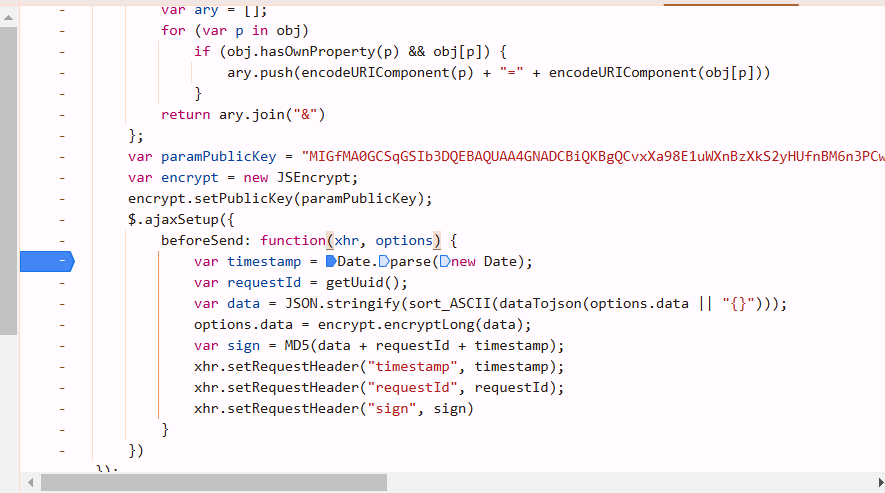 var ary = [];
for (var p in obj)
if (obj.hasOwnProperty(p) && obj[p]) {
ary.push(encodeURIComponent(p) + "=" + encodeURIComponent(obj[p]))
}
return ary.join("&")
};
var paramPublicKey = "MIGfMA0GCSqGSIb3DQEBAQUAA4GNADCBiQKBgQCvxXa98E1uWXnBzXkS2yHUfnBM6n3PCw
var encrypt = new JSEncrypt;
encrypt.setPublicKey(paramPublicKey);
$.ajaxSetup({
beforeSend: function(xhr, options) {
var timestamp = Date.parse(new Date);
var requestId = getUuid();
var data = JSON.stringify(sort_ASCII(dataTojson(options.data || "{}")));
options.data = encrypt.encryptLong(data);
var sign = MD5(data + requestId + timestamp);
xhr.setRequestHeader("timestamp", timestamp);
xhr.setRequestHeader("requestId", requestId);
xhr.setRequestHeader("sign", sign)
}
})
});